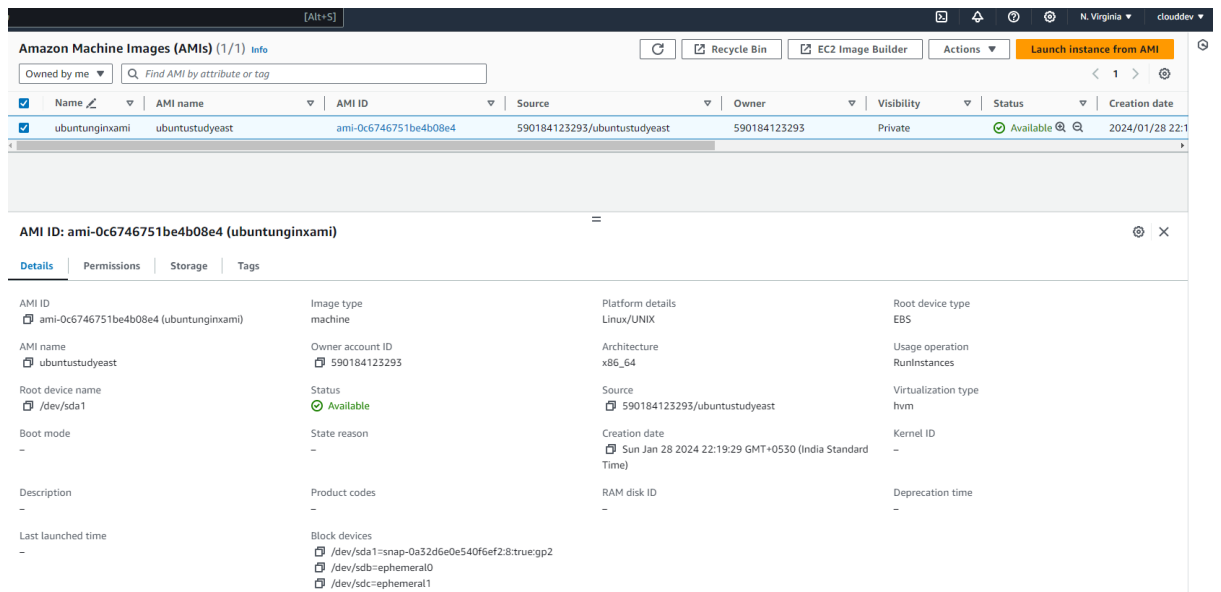 [Alt+S] N. Virginia ▼ clouddev ▼
Amazon Machine Images (AMIs) (1/1) Info
Recycle Bin EC2 Image Builder Actions ▼ Launch instance from AMI
Owned by me ▼ Find AMI by attribute or tag < 1 >
Name AMI name AMI ID Source Owner Visibility Status Creation date
ubuntunginxami ubuntustudyeast ami-0c6746751be4b08e4 590184123293/ubuntustudyeast 590184123293 Private Available 2024/01/28 22:1
AMI ID: ami-0c6746751be4b08e4 (ubuntunginxami)
Details Permissions Storage Tags
AMI ID Image type Platform details Root device type
ami-0c6746751be4b08e4 (ubuntunginxami) machine Linux/UNIX EBS
AMI name Owner account ID Architecture Usage operation
ubuntustudyeast 590184123293 x86_64 RunInstances
Root device name Status Source Virtualization type
/dev/sda1 Available 590184123293/ubuntustudyeast hvm
Boot mode State reason Creation date Kernel ID
– – Sun Jan 28 2024 22:19:29 GMT+0530 (India Standard –
Time)
Description Product codes RAM disk ID Deprecation time
– – – –
Last launched time Block devices
– /dev/sda1=snap-0a32d6e0e540f6ef2:8:true:gp2
/dev/sdb=ephemeral0
/dev/sdc=ephemeral1